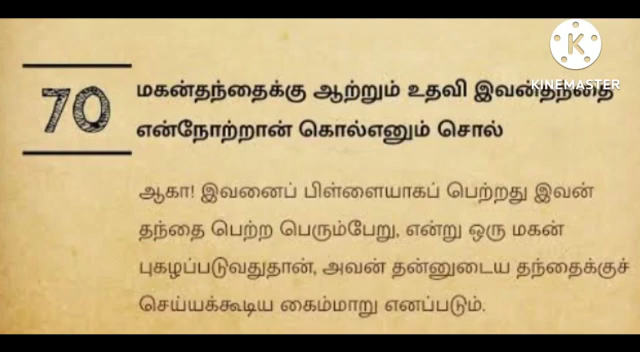 KINEMASTER
70
மகன்தந்தைக்கு ஆற்றும் உதவி இவன்தந்தை
என்நோற்றான் கொல்எனும் சொல்
ஆகா! இவனைப் பிள்ளையாகப் பெற்றது இவன்
தந்தை பெற்ற பெரும்பேறு, என்று ஒரு மகன்
புகழப்படுவதுதான், அவன் தன்னுடைய தந்தைக்குச்
செய்யக்கூடிய கைம்மாறு எனப்படும்.